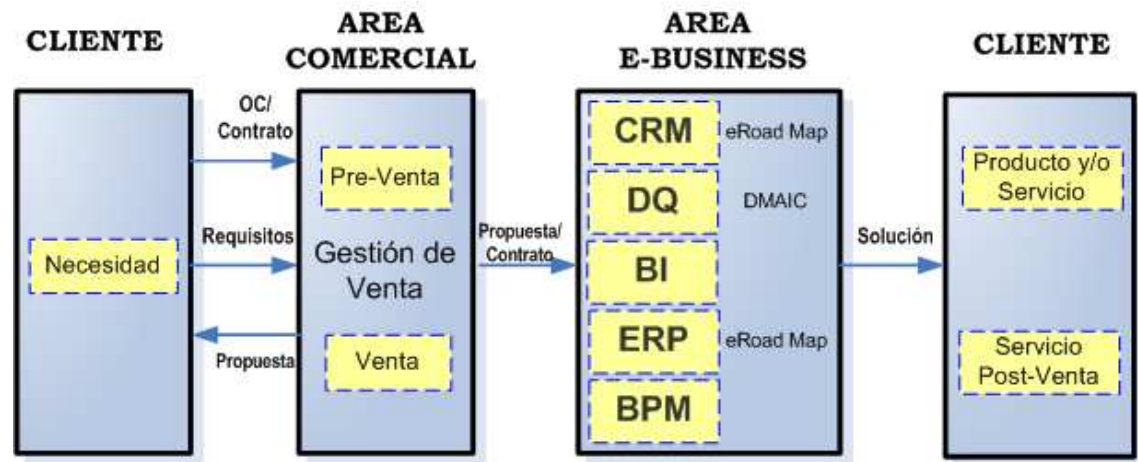 CLIENTE
AREA
COMERCIAL
AREA
E-BUSINESS
CLIENTE
Necesidad
OC/
Contrato
Requisitos
Propuesta
Pre-Venta
Gestión de
Venta
Venta
Propuesta/
Contrato
CRM
eRoad Map
DQ
DMAIC
BI
ERP
eRoad Map
BPM
Solución
Producto y/o
Servicio
Servicio
Post-Venta